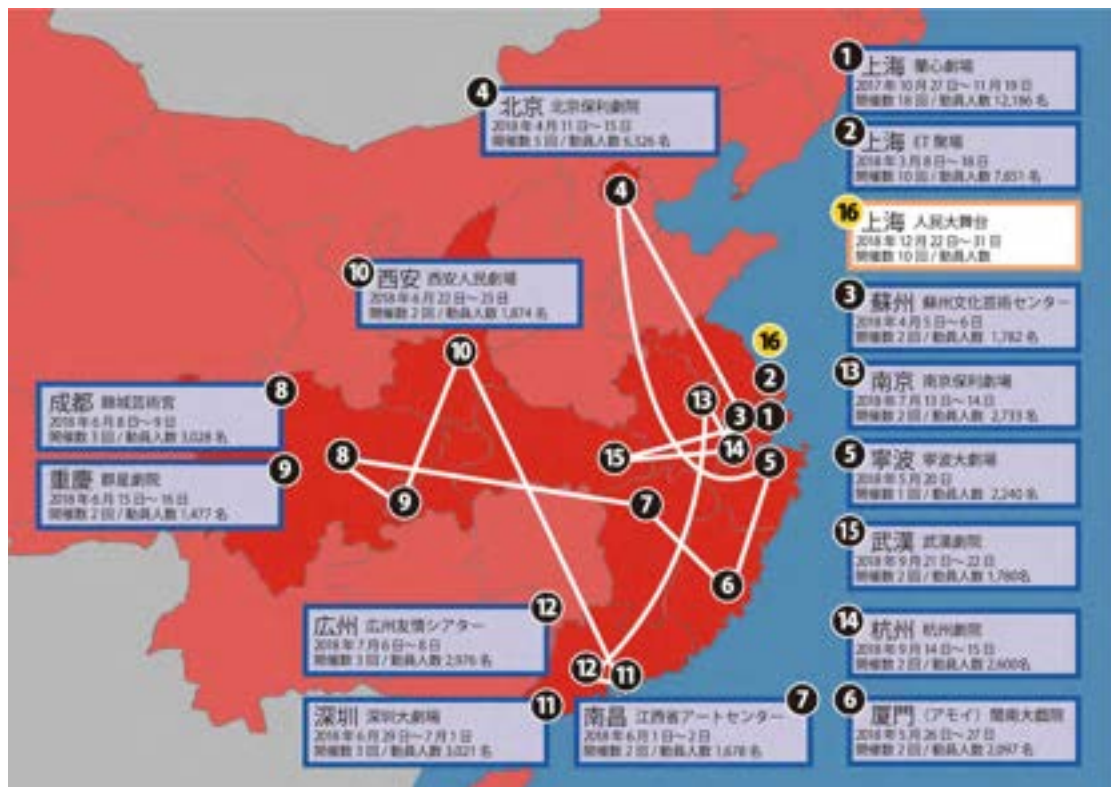 1
上海 蘭心劇場
2017年10月27日〜11月19日
開催数18回/動員人数12,186名
2
上海 ET聚場
2018年3月8日〜18日
開催数10回/動員人数7,851名
16
上海 人民大舞台
2018年12月22日〜31日
開催数10回/動員人数
3
蘇州 蘇州文化芸術センター
2018年4月5日〜6日
開催数2回/動員人数 1,782名
13
南京 南京保利劇場
2018年7月13日〜14日
開催数2回/動員人数 2,733名
5
寧波 寧波大劇場
2018年5月20日
開催数1回/動員人数 2,240名
15
武漢 武漢劇院
2018年9月21日〜22日
開催数2回/動員人数1,780名
14
杭州 杭州劇院
2018年9月14日〜15日
開催数2回/動員人数2,600名
6
厦門(アモイ)閩南大戯院
2018年5月26日〜27日
開催数2回/動員人数2,097名
4
北京 北京保利劇院
2018年4月11日〜15日
開催数5回/動員人数6,326名
10
西安 西安人民劇場
2018年6月22日〜23日
開催数2回/動員人数1,874名
8
成都 錦城芸術宮
2018年6月8日〜9日
開催数3回/動員人数3,028名
9
重慶 群星劇院
2018年6月15日〜16日
開催数2回/動員人数1,477名
12
広州 広州友情シアター
2018年7月6日〜8日
開催数3回/動員人数2,976名
11
深圳 深圳大劇場
2018年6月29日〜7月1日
開催数3回/動員人数3,021名
7
南昌 江西省アートセンター
2018年6月1日〜2日
開催数2回/動員人数1,678名
4
10
16
2
13
3
1
14
15
5
8
9
7
6
12
11